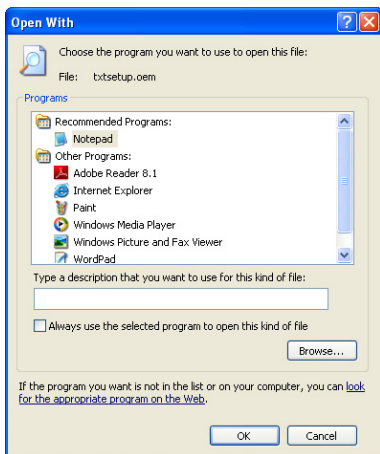 Open With
Choose the program you want to use to open this file:
File: txtsetup.oem
Programs
Recommended Programs:
Notepad
Other Programs:
Adobe Reader 8.1
Internet Explorer
Paint
Windows Media Player
Windows Picture and Fax Viewer
WordPad
Type a description that you want to use for this kind of file:
Always use the selected program to open this kind of file
Browse...
If the program you want is not in the list or on your computer, you can look
for the appropriate program on the Web.
OK Cancel